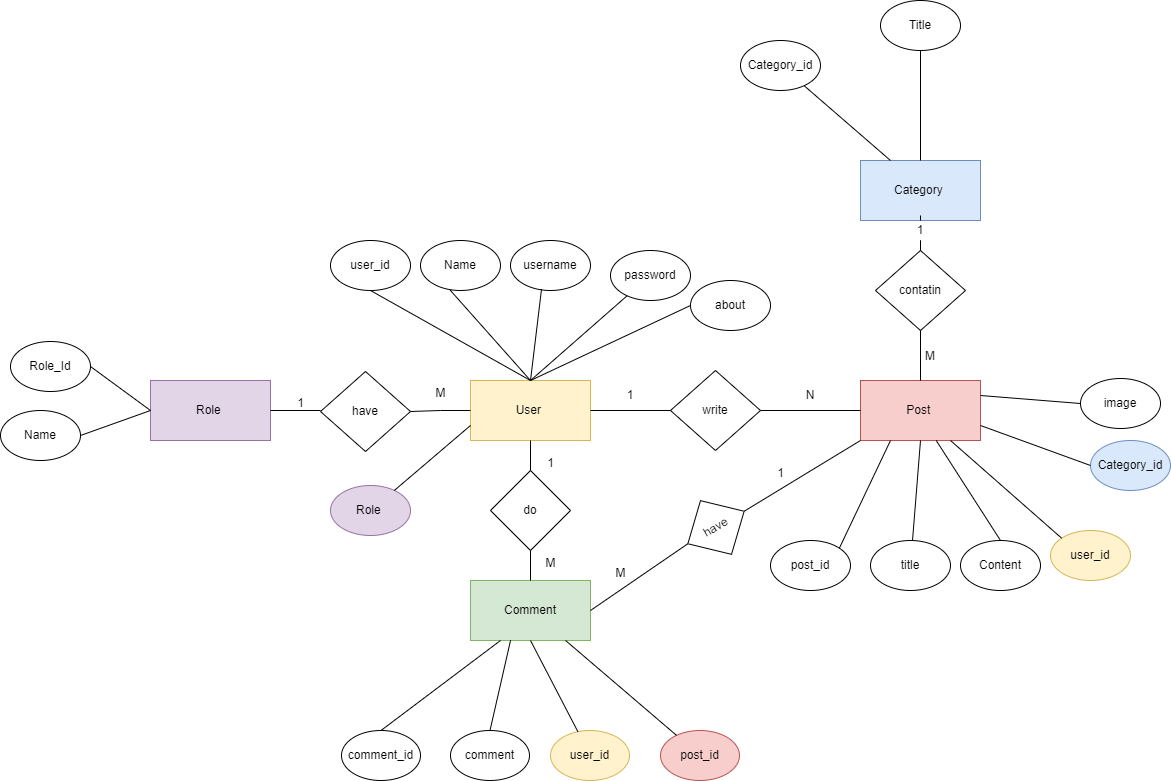 Title
Category_id
Category
1
contatin
user_id
Name
username
password
about
M
Role_Id
Name
Role
1
have
M
User
1
write
N
Post
image
Category_id
1
1
do
Role
have
M
M
post_id
title
Content
user_id
Comment
comment_id
comment
user_id
post_id